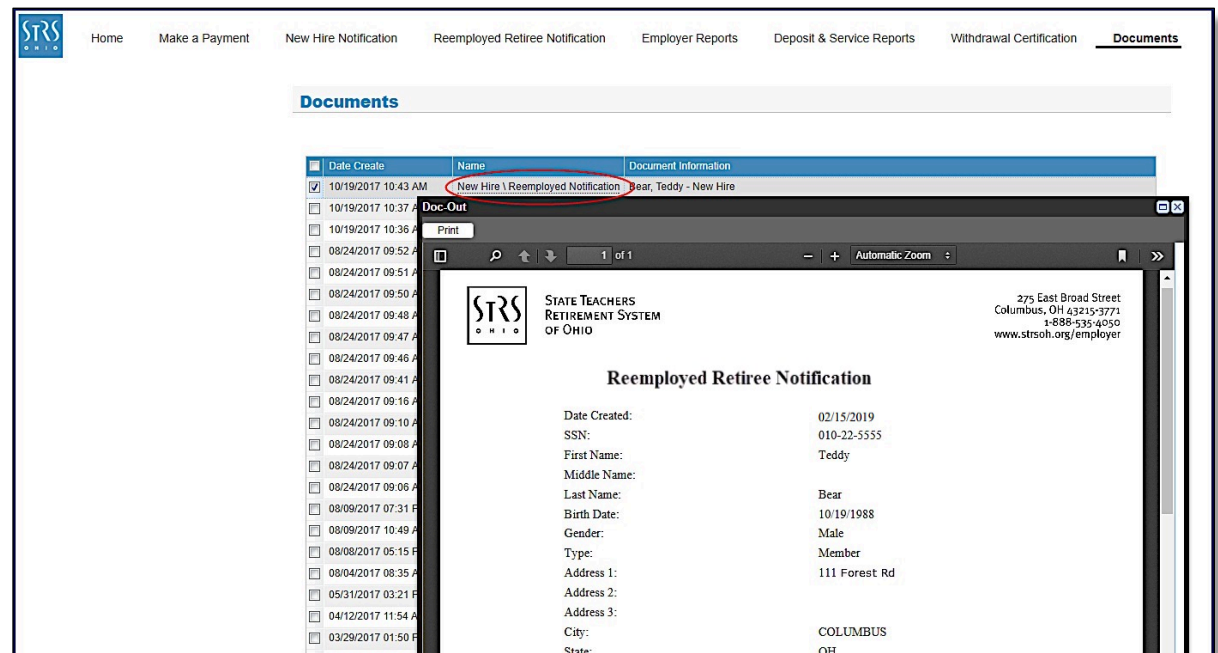 STRS OHIO
Home Make a Payment New Hire Notification Reemployed Retiree Notification Employer Reports Deposit & Service Reports Withdrawal Certification Documents
Documents
Date Create Name Document Information
10/19/2017 10:43 AM New Hire \ Reemployed Notification Bear, Teddy - New Hire
10/19/2017 10:37 A
10/19/2017 10:36 A
08/24/2017 09:52 A
08/24/2017 09:51 A
08/24/2017 09:50 A
08/24/2017 09:48 A
08/24/2017 09:47 A
08/24/2017 09:46 A
08/24/2017 09:41 A
08/24/2017 09:16 A
08/24/2017 09:10 A
08/24/2017 09:08 A
08/24/2017 09:07 A
08/24/2017 09:06 A
08/09/2017 07:31 F
08/09/2017 10:49 A
08/08/2017 05:15 F
08/04/2017 08:35 A
05/31/2017 03:21 F
04/12/2017 11:54 A
03/29/2017 01:50 F
Doc-Out
Print
1 of 1 Automatic Zoom
STRS OHIO
STATE TEACHERS
RETIREMENT SYSTEM
OF OHIO
275 East Broad Street
Columbus, OH 43215-3771
1-888-535-4050
www.strsoh.org/employer
Reemployed Retiree Notification
Date Created: 02/15/2019
SSN: 010-22-5555
First Name: Teddy
Middle Name:
Last Name: Bear
Birth Date: 10/19/1988
Gender: Male
Type: Member
Address 1: 111 Forest Rd
Address 2:
Address 3:
City: COLUMBUS
State: OH